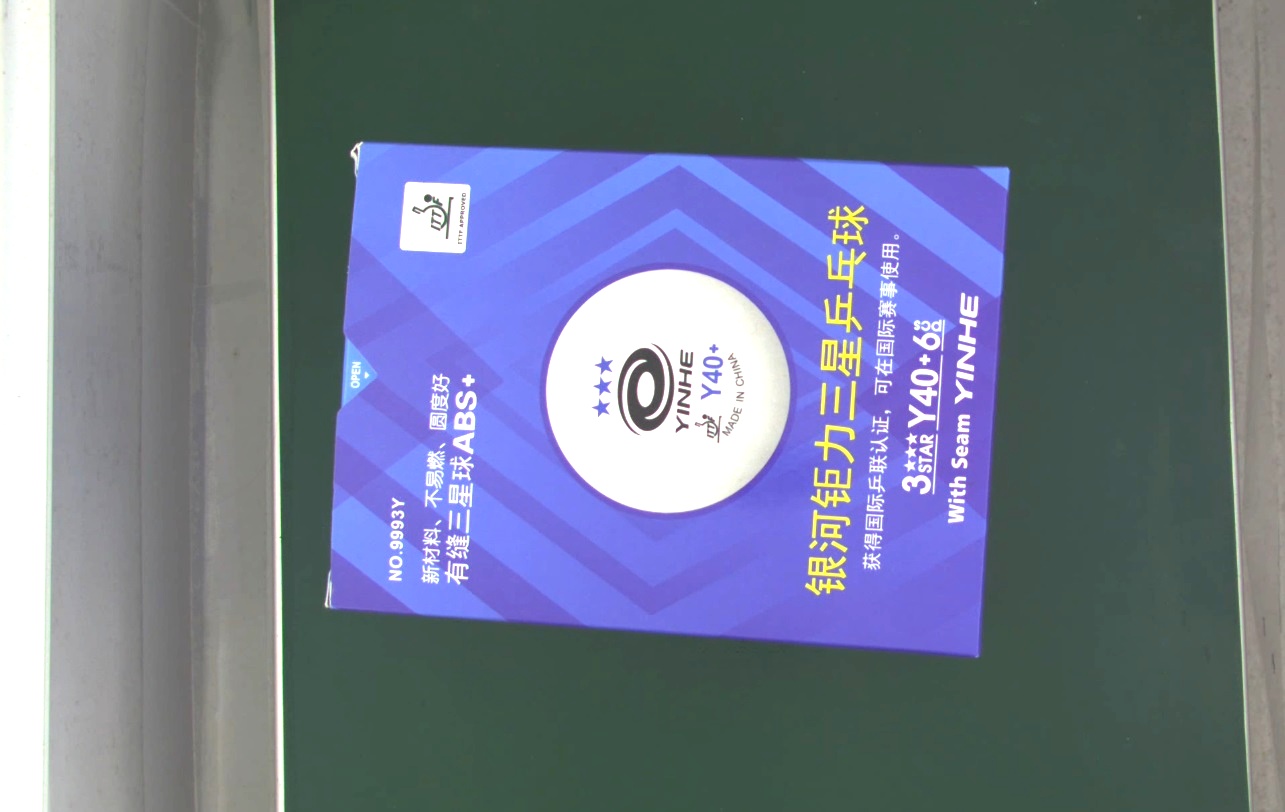 ITTF
ITTF APPROVED
OPEN
NO.9993Y
新材料、不易燃、圆度好
有缝三星球ABS+
YINHE
Y40+
ITTF
MADE IN CHINA
银河钜力三星乒乓球
获得国际乒联认证，可在国际赛事使用。
3 STAR Y40+ 6 PCS
With Seam YINHE